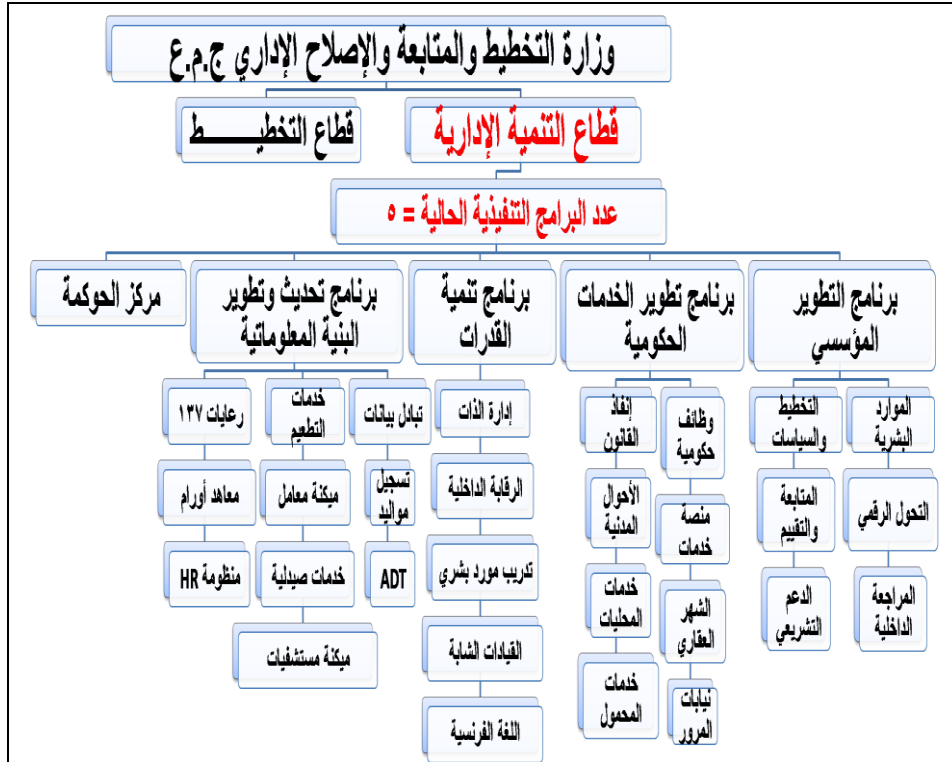 وزارة التخطيط والمتابعة والإصلاح الإداري ج.م.ع
قطاع التنمية الإدارية
قطاع التخطيـــــــــط
عدد البرامج التنفيذية الحالية = ٥
برنامج التطوير
المؤسسي
برنامج تطوير الخدمات
الحكومية
برنامج تنمية
القدرات
برنامج تحديث وتطوير
البنية المعلوماتية
مركز الحوكمة
الموارد
البشرية
التحول الرقمي
المراجعة
الداخلية
التخطيط
والسياسات
المتابعة
والتقييم
الدعم
التشريعي
وظائف
حكومية
منصة
خدمات
الشهر
العقاري
نيابات
المرور
إنفاذ
القانون
الأحوال
المدنية
خدمات
المحليات
خدمات
المحمول
إدارة الذات
الرقابة الداخلية
تدريب مورد بشري
القيادات الشابة
اللغة الفرنسية
تبادل بيانات
تسجيل
مواليد
ADT
خدمات
التطعيم
ميكنة معامل
خدمات صيدلية
ميكنة مستشفيات
رعايات ١٣٧
معاهد أورام
منظومة HR